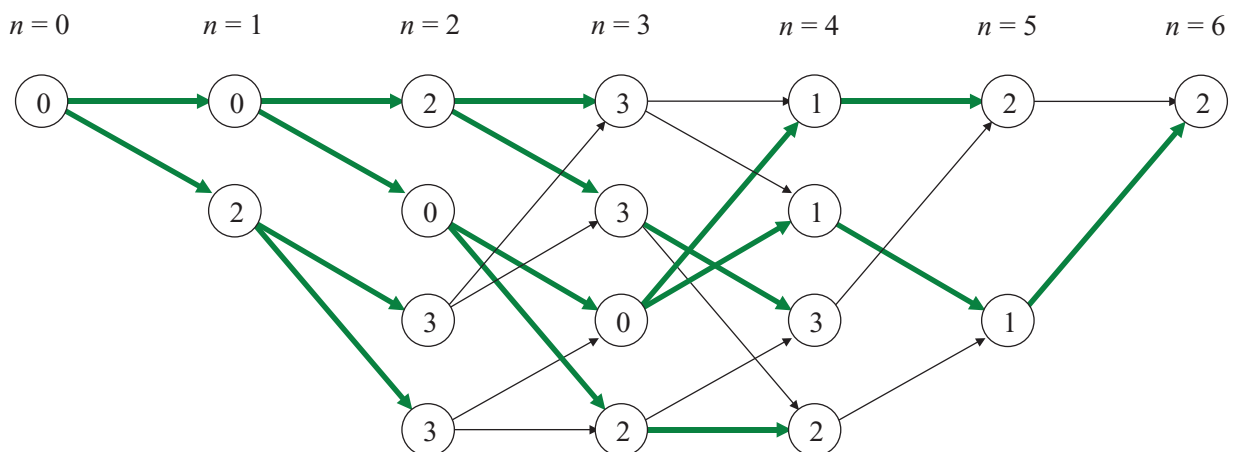 n = 0 n = 1 n = 2 n = 3 n = 4 n = 5 n = 6
0 0 2 3 1 2 2
2 0 3 1
3 0 3 1
3 2 2